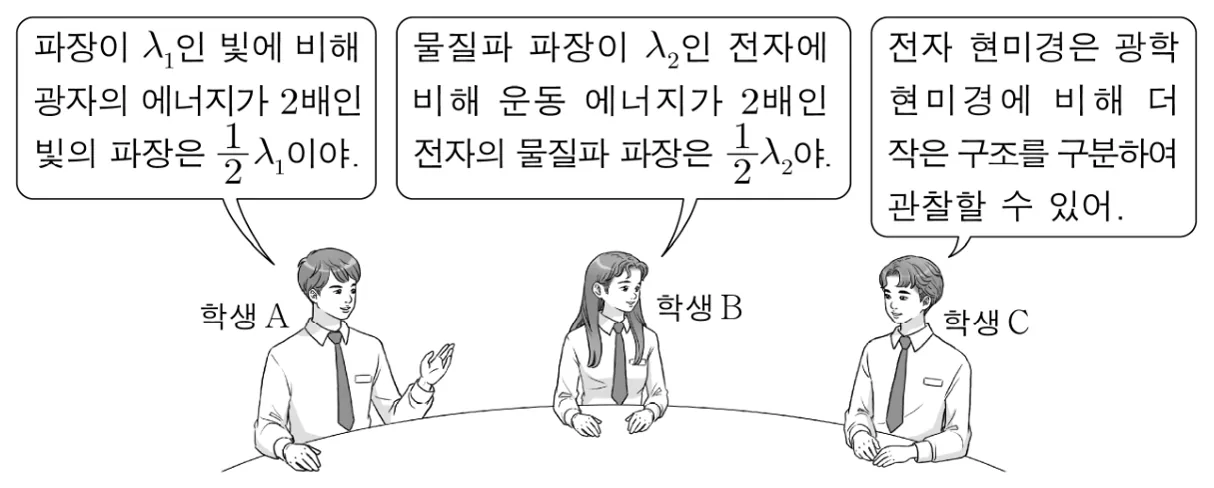 파장이 λ₁인 빛에 비해
광자의 에너지가 2배인
빛의 파장은 1/2 λ₁이야.
물질파 파장이 λ₂인 전자에
비해 운동 에너지가 2배인
전자의 물질파 파장은 1/2 λ₂야.
전자 현미경은 광학
현미경에 비해 더
작은 구조를 구분하여
관찰할 수 있어.
학생 A
학생 B
학생 C